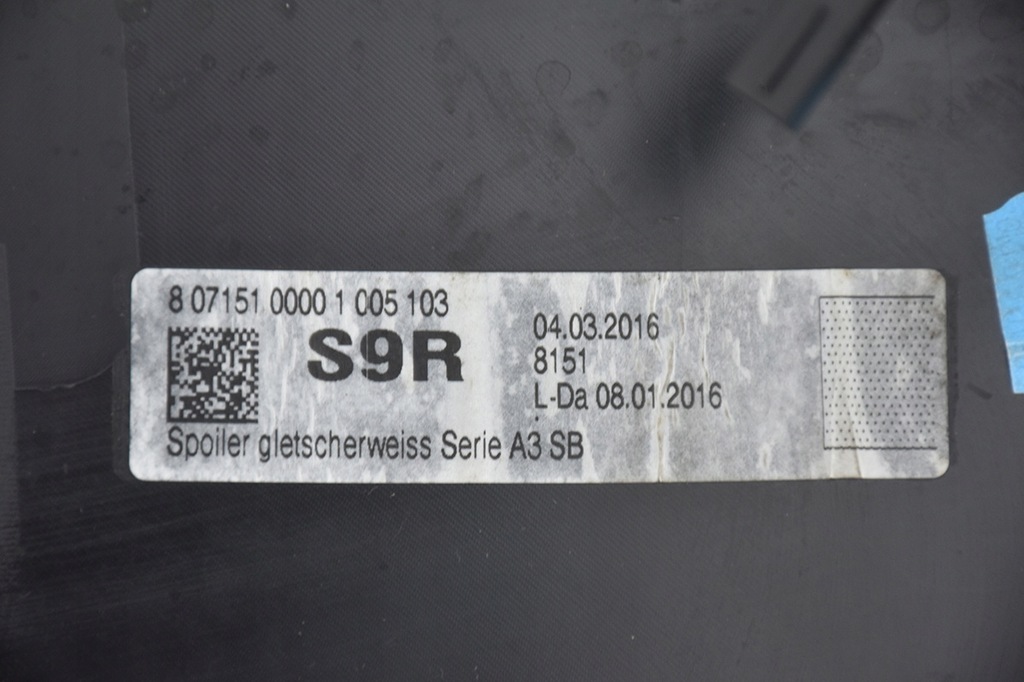 8 07151 0000 1 005 103
S9R
04.03.2016
8151
L-Da 08.01.2016
Spoiler gletscherweiss Serie A3 SB